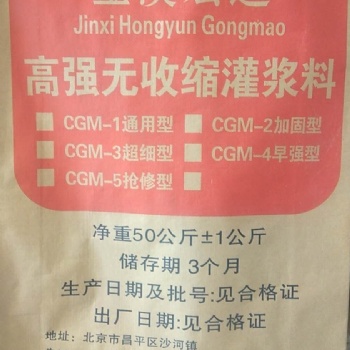 Jinxi Hongyun Gongmao
高强无收缩灌浆料
CGM-1通用型 CGM-2加固型
CGM-3超细型 CGM-4早强型
CGM-5抢修型
净重50公斤±1公斤
储存期 3个月
生产日期及批号:见合格证
出厂日期:见合格证
地址: 北京市昌平区沙河镇